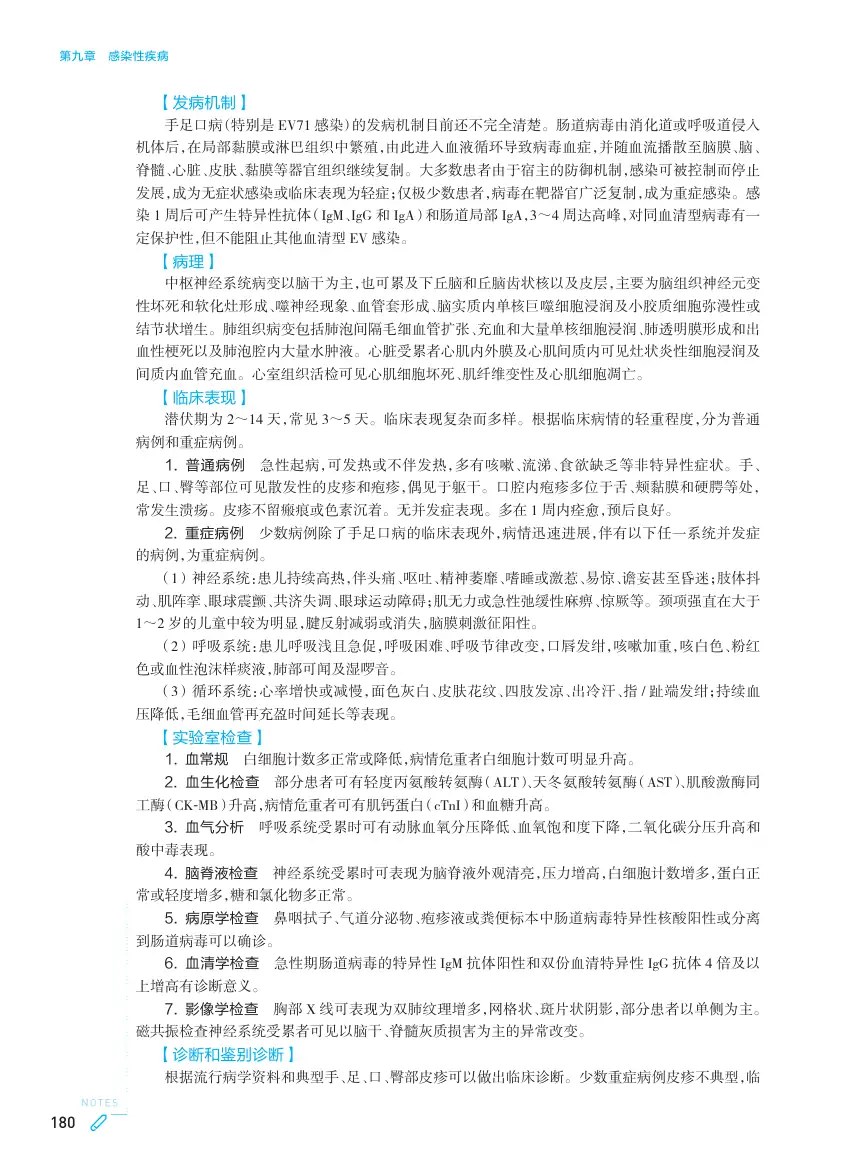 第九章 感染性疾病
【发病机制】
手足口病(特别是 EV71 感染)的发病机制目前还不完全清楚。肠道病毒由消化道或呼吸道侵入
机体后,在局部黏膜或淋巴组织中繁殖,由此进入血液循环导致病毒血症,并随血流播散至脑膜、脑、
脊髓、心脏、皮肤、黏膜等器官组织继续复制。大多数患者由于宿主的防御机制,感染可被控制而停止
发展,成为无症状感染或临床表现为轻症;仅极少数患者,病毒在靶器官广泛复制,成为重症感染。感
染 1 周后可产生特异性抗体(IgM、IgG 和 IgA)和肠道局部 IgA,3~4 周达高峰,对同血清型病毒有一
定保护性,但不能阻止其他血清型 EV 感染。
【病理】
中枢神经系统病变以脑干为主,也可累及下丘脑和丘脑齿状核以及皮层,主要为脑组织神经元变
性坏死和软化灶形成、噬神经现象、血管套形成、脑实质内单核巨噬细胞浸润及小胶质细胞弥漫性或
结节状增生。肺组织病变包括肺泡间隔毛细血管扩张、充血和大量单核细胞浸润、肺透明膜形成和出
血性梗死以及肺泡腔内大量水肿液。心脏受累者心肌内外膜及心肌间质内可见灶状炎性细胞浸润及
间质内血管充血。心室组织活检可见心肌细胞坏死、肌纤维变性及心肌细胞凋亡。
【临床表现】
潜伏期为 2~14 天,常见 3~5 天。临床表现复杂而多样。根据临床病情的轻重程度,分为普通
病例和重症病例。
1. 普通病例 急性起病,可发热或不伴发热,多有咳嗽、流涕、食欲缺乏等非特异性症状。手、
足、口、臀等部位可见散发性的皮疹和疱疹,偶见于躯干。口腔内疱疹多位于舌、颊黏膜和硬腭等处,
常发生溃疡。皮疹不留瘢痕或色素沉着。无并发症表现。多在 1 周内痊愈,预后良好。
2. 重症病例 少数病例除了手足口病的临床表现外,病情迅速进展,伴有以下任一系统并发症
的病例,为重症病例。
(1)神经系统:患儿持续高热,伴头痛、呕吐、精神萎靡、嗜睡或激惹、易惊、谵妄甚至昏迷;肢体抖
动、肌阵挛、眼球震颤、共济失调、眼球运动障碍;肌无力或急性弛缓性麻痹、惊厥等。颈项强直在大于
1~2 岁的儿童中较为明显,腱反射减弱或消失,脑膜刺激征阳性。
(2)呼吸系统:患儿呼吸浅且急促,呼吸困难、呼吸节律改变,口唇发绀,咳嗽加重,咳白色、粉红
色或血性泡沫样痰液,肺部可闻及湿啰音。
(3)循环系统:心率增快或减慢,面色灰白、皮肤花纹、四肢发凉、出冷汗、指 / 趾端发绀;持续血
压降低,毛细血管再充盈时间延长等表现。
【实验室检查】
1. 血常规 白细胞计数多正常或降低,病情危重者白细胞计数可明显升高。
2. 血生化检查 部分患者可有轻度丙氨酸转氨酶(ALT)、天冬氨酸转氨酶(AST)、肌酸激酶同
工酶(CK-MB)升高,病情危重者可有肌钙蛋白(cTnI)和血糖升高。
3. 血气分析 呼吸系统受累时可有动脉血氧分压降低、血氧饱和度下降,二氧化碳分压升高和
酸中毒表现。
4. 脑脊液检查 神经系统受累时可表现为脑脊液外观清亮,压力增高,白细胞计数增多,蛋白正
常或轻度增多,糖和氯化物多正常。
5. 病原学检查 鼻咽拭子、气道分泌物、疱疹液或粪便标本中肠道病毒特异性核酸阳性或分离
到肠道病毒可以确诊。
6. 血清学检查 急性期肠道病毒的特异性 IgM 抗体阳性和双份血清特异性 IgG 抗体 4 倍及以
上增高有诊断意义。
7. 影像学检查 胸部 X 线可表现为双肺纹理增多,网格状、斑片状阴影,部分患者以单侧为主。
磁共振检查神经系统受累者可见以脑干、脊髓灰质损害为主的异常改变。
【诊断和鉴别诊断】
根据流行病学资料和典型手、足、口、臀部皮疹可以做出临床诊断。少数重症病例皮疹不典型,临
NOTES
180